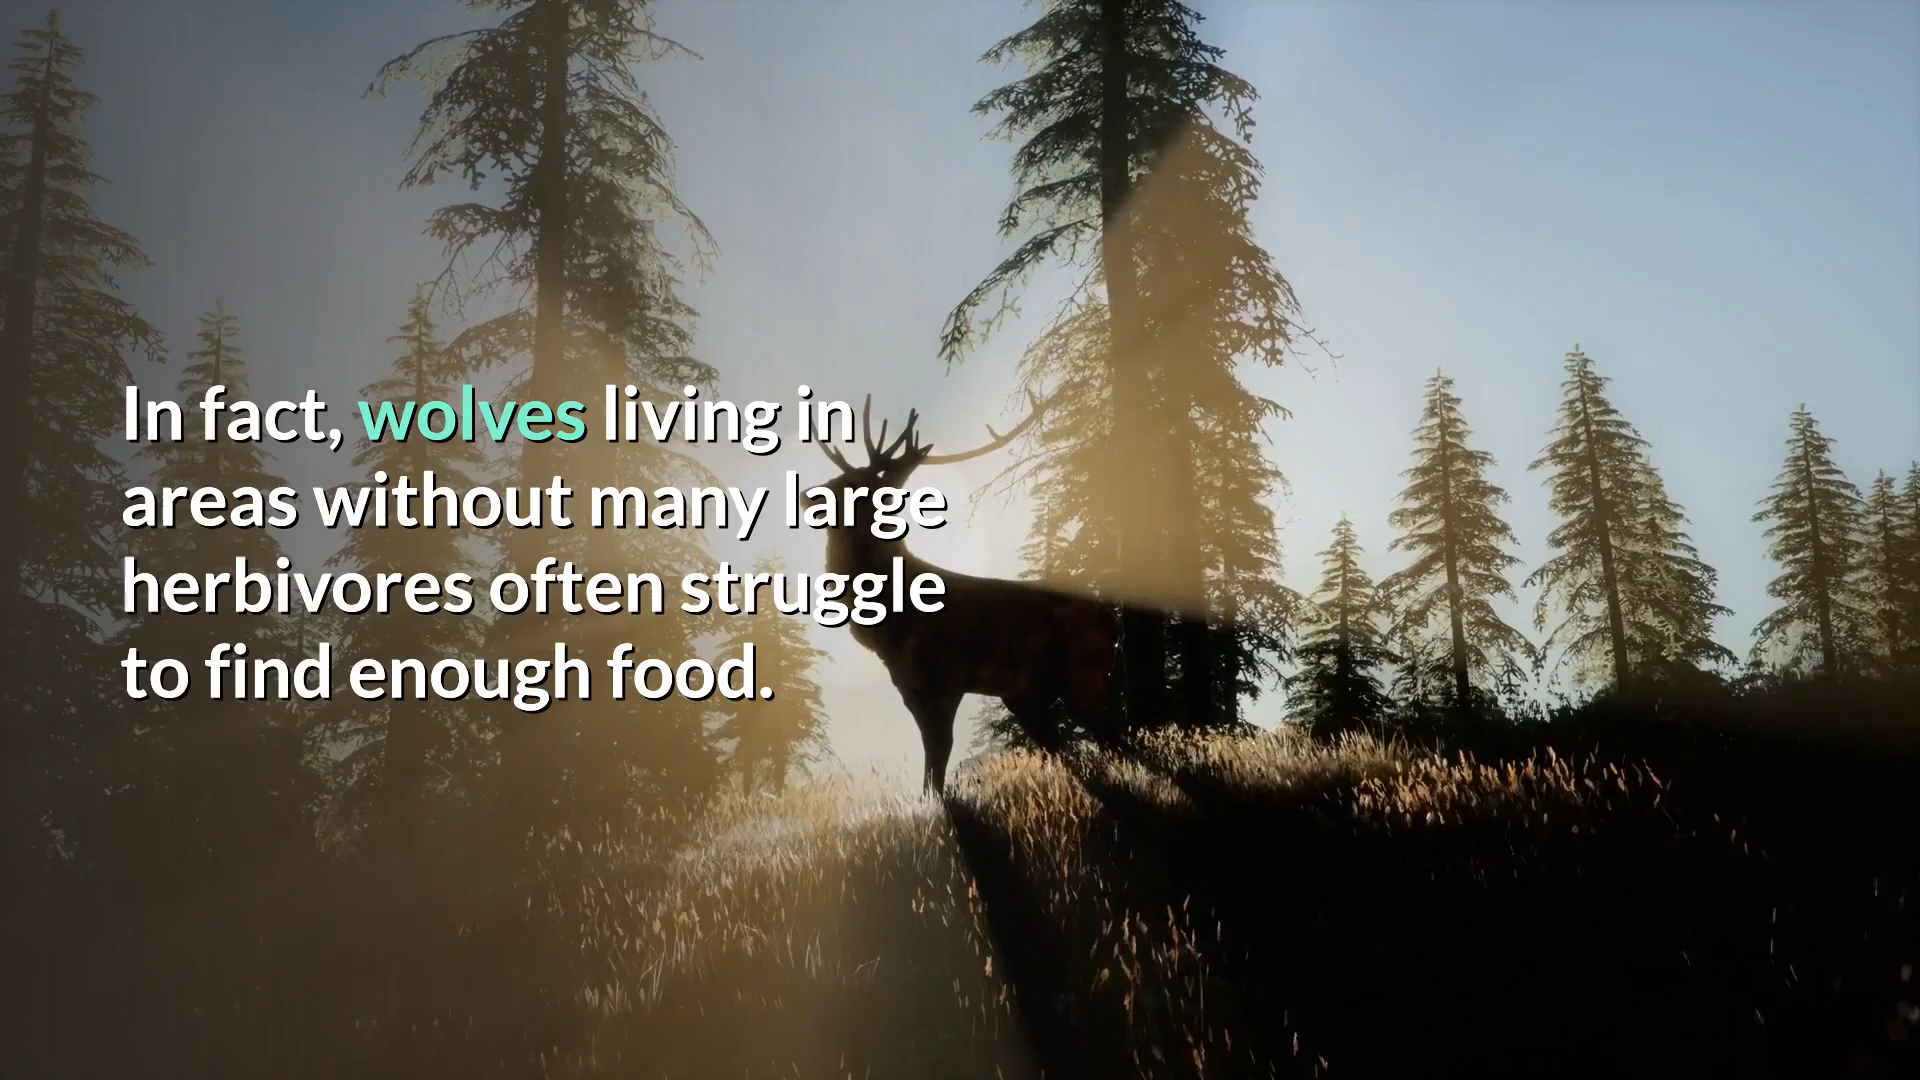 In fact, wolves living in
areas without many large
herbivores often struggle
to find enough food.